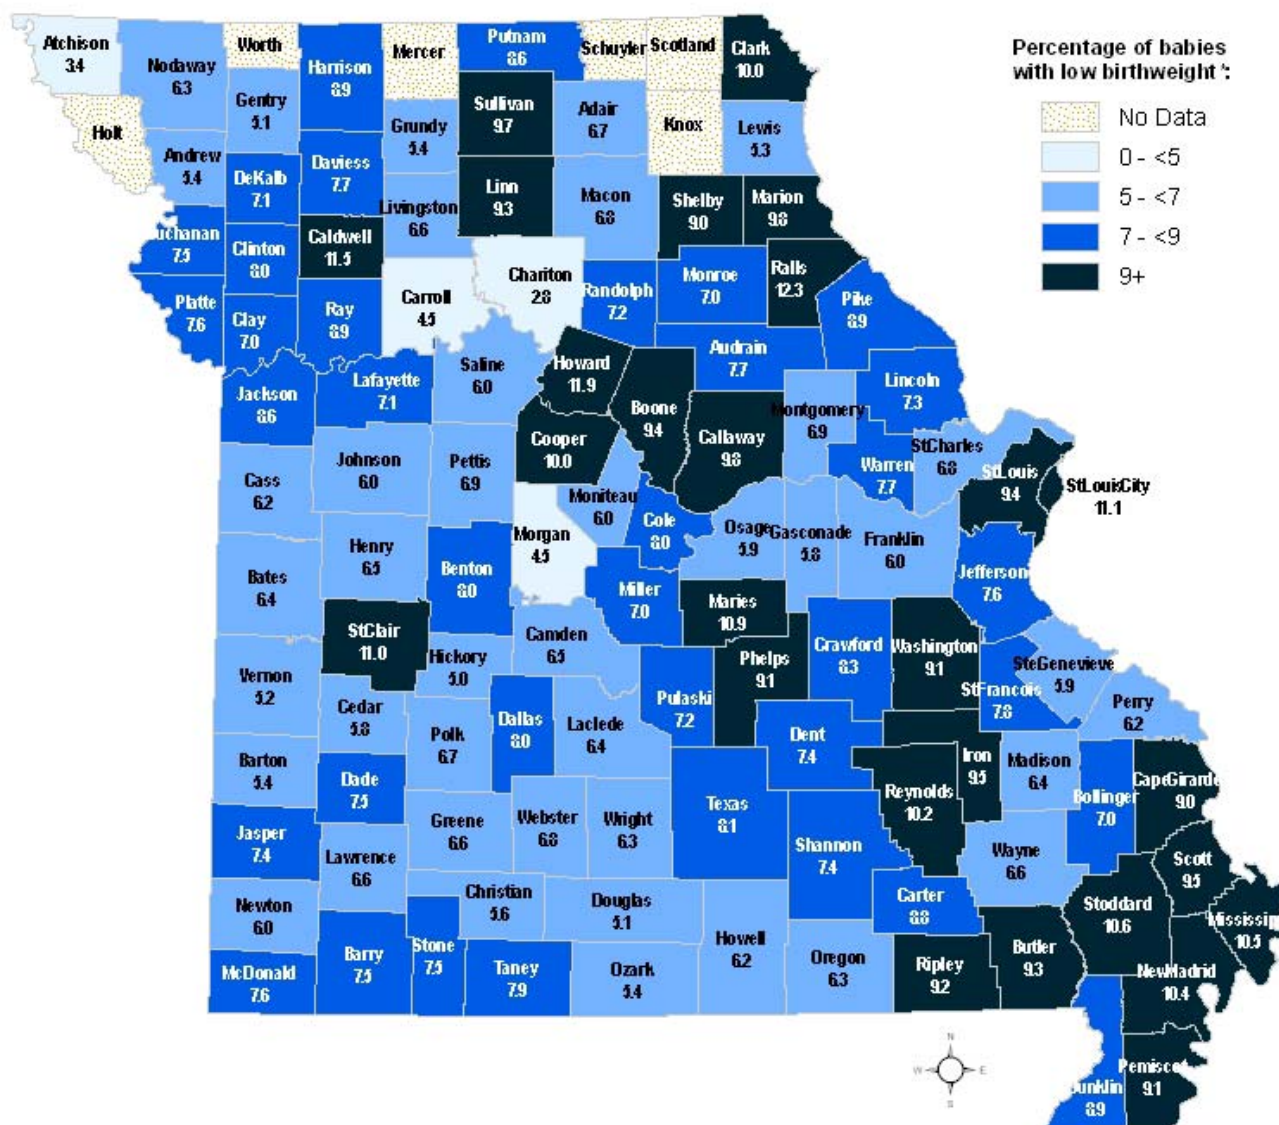 Percentage of babies
with low birthweight *:
No Data
0 - <5
5 - <7
7 - <9
9+
Atchison
3.4
Nodaway
6.3
Worth
Harrison
8.9
Mercer
Putnam
8.6
Schuyler
Scotland
Clark
10.0
Holt
Gentry
5.1
Sullivan
9.7
Adair
6.7
Knox
Lewis
5.3
Grundy
5.4
Andrew
5.4
DeKalb
7.1
Daviess
7.7
Livingston
6.6
Linn
9.3
Macon
6.8
Shelby
9.0
Marion
9.8
uchanan
7.5
Clinton
8.0
Caldwell
11.5
Chariton
2.8
Randolph
7.2
Monroe
7.0
Ralls
12.3
Pike
8.9
Platte
7.6
Clay
7.0
Ray
8.9
Carroll
4.5
Audrain
7.7
Saline
6.0
Howard
11.9
Jackson
8.6
Lafayette
7.1
Boone
9.4
Lincoln
7.3
Montgomery
6.9
Callaway
9.8
Cooper
10.0
StCharles
6.8
Warren
7.7
StLouis
9.4
StLouisCity
11.1
Cass
6.2
Johnson
6.0
Pettis
6.9
Moniteau
6.0
Cole
8.0
Morgan
4.5
Osage
5.9
Gasconade
5.8
Franklin
6.0
Jefferson
7.6
Henry
6.5
Bates
6.4
Benton
8.0
Miller
7.0
Maries
10.9
StClair
11.0
Camden
6.5
Hickory
5.0
Phelps
9.1
Crawford
8.3
Washington
9.1
SteGenevieve
5.9
StFrancois
7.8
Perry
6.2
Vernon
5.2
Cedar
5.8
Pulaski
7.2
Polk
6.7
Dallas
8.0
Laclede
6.4
Dent
7.4
Iron
9.5
Madison
6.4
Barton
5.4
Dade
7.5
Bollinger
7.0
CapeGirarde
9.0
Reynolds
10.2
Texas
8.1
Greene
6.6
Webster
6.8
Wright
6.3
Jasper
7.4
Shannon
7.4
Lawrence
6.6
Wayne
6.6
Scott
9.5
Christian
5.6
Douglas
5.1
Carter
8.8
Stoddard
10.6
Mississip
10.5
Newton
6.0
Howell
6.2
Barry
7.5
Stone
7.5
Taney
7.9
Ozark
5.4
Oregon
6.3
Ripley
9.2
Butler
9.3
McDonald
7.6
NewMadrid
10.4
Pemiscot
9.1
unklin
8.9
N
W
E
S